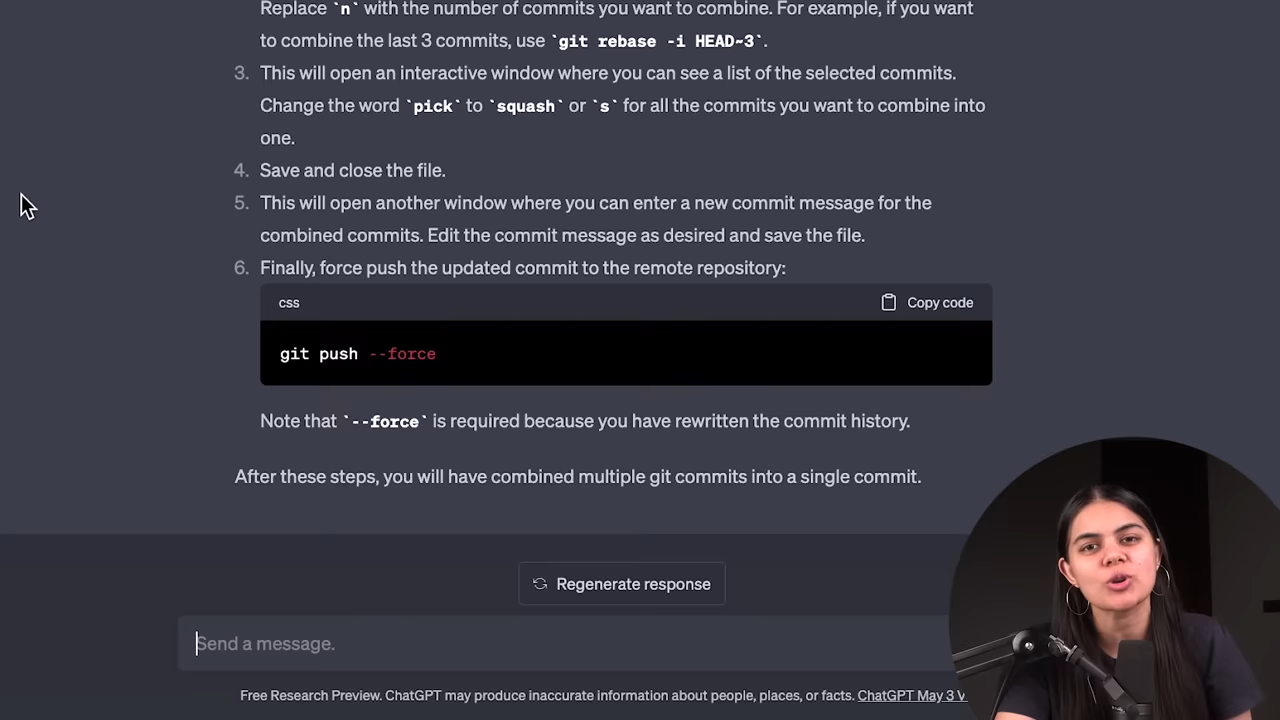 Replace `n` with the number of commits you want to combine. For example, if you want
to combine the last 3 commits, use `git rebase -i HEAD~3`.
3. This will open an interactive window where you can see a list of the selected commits.
Change the word `pick` to `squash` or `s` for all the commits you want to combine into
one.
4. Save and close the file.
5. This will open another window where you can enter a new commit message for the
combined commits. Edit the commit message as desired and save the file.
6. Finally, force push the updated commit to the remote repository:
css Copy code
git push --force
Note that `--force` is required because you have rewritten the commit history.
After these steps, you will have combined multiple git commits into a single commit.
Regenerate response
Send a message.
Free Research Preview. ChatGPT may produce inaccurate information about people, places, or facts. ChatGPT May 3 V